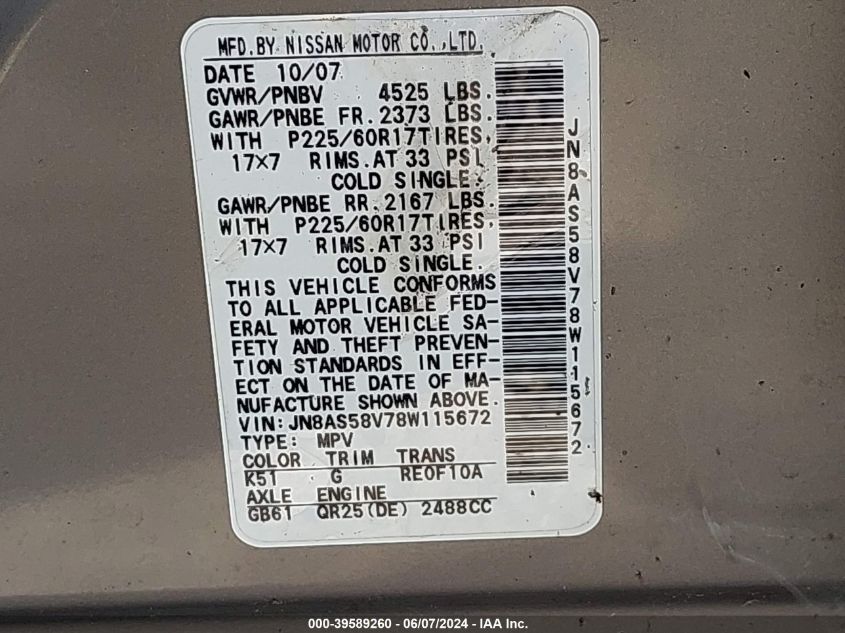 MFD.BY NISSAN MOTOR CO.,LTD.
DATE 10/07
GVWR/PNBV 4525 LBS.
GAWR/PNBE FR.2373 LBS.
WITH P225/60R17TIRES,
17x7 RIMS.AT 33 PSI
COLD SINGLE.
GAWR/PNBE RR.2167 LBS.
WITH P225/60R17TIRES,
17x7 RIMS.AT 33 PSI
COLD SINGLE.
THIS VEHICLE CONFORMS
TO ALL APPLICABLE FED-
ERAL MOTOR VEHICLE SA-
FETY AND THEFT PREVEN-
TION STANDARDS IN EFF-
ECT ON THE DATE OF MA-
NUFACTURE SHOWN ABOVE.
VIN:JN8AS58V78W115672
TYPE: MPV
COLOR TRIM TRANS
K51 G RE0F10A
AXLE ENGINE
GB61 QR25(DE) 2488CC
JN8AS58V78W115672
000-39589260 - 06/07/2024 - IAA Inc.